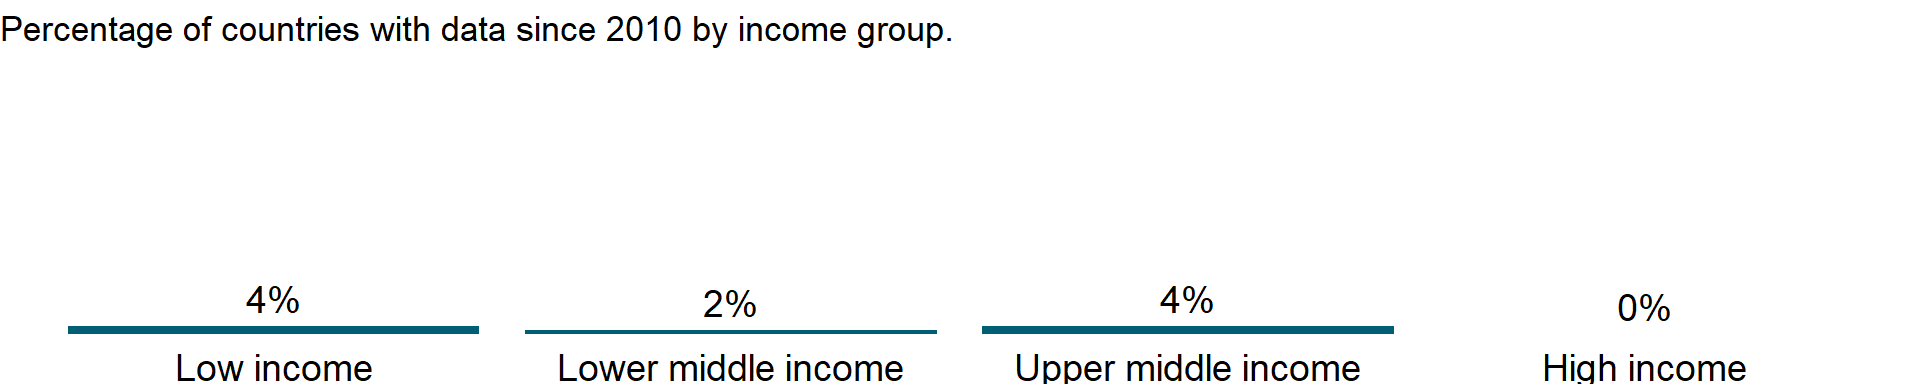 Percentage of countries with data since 2010 by income group.
4% 2% 4% 0%
Low income Lower middle income Upper middle income High income